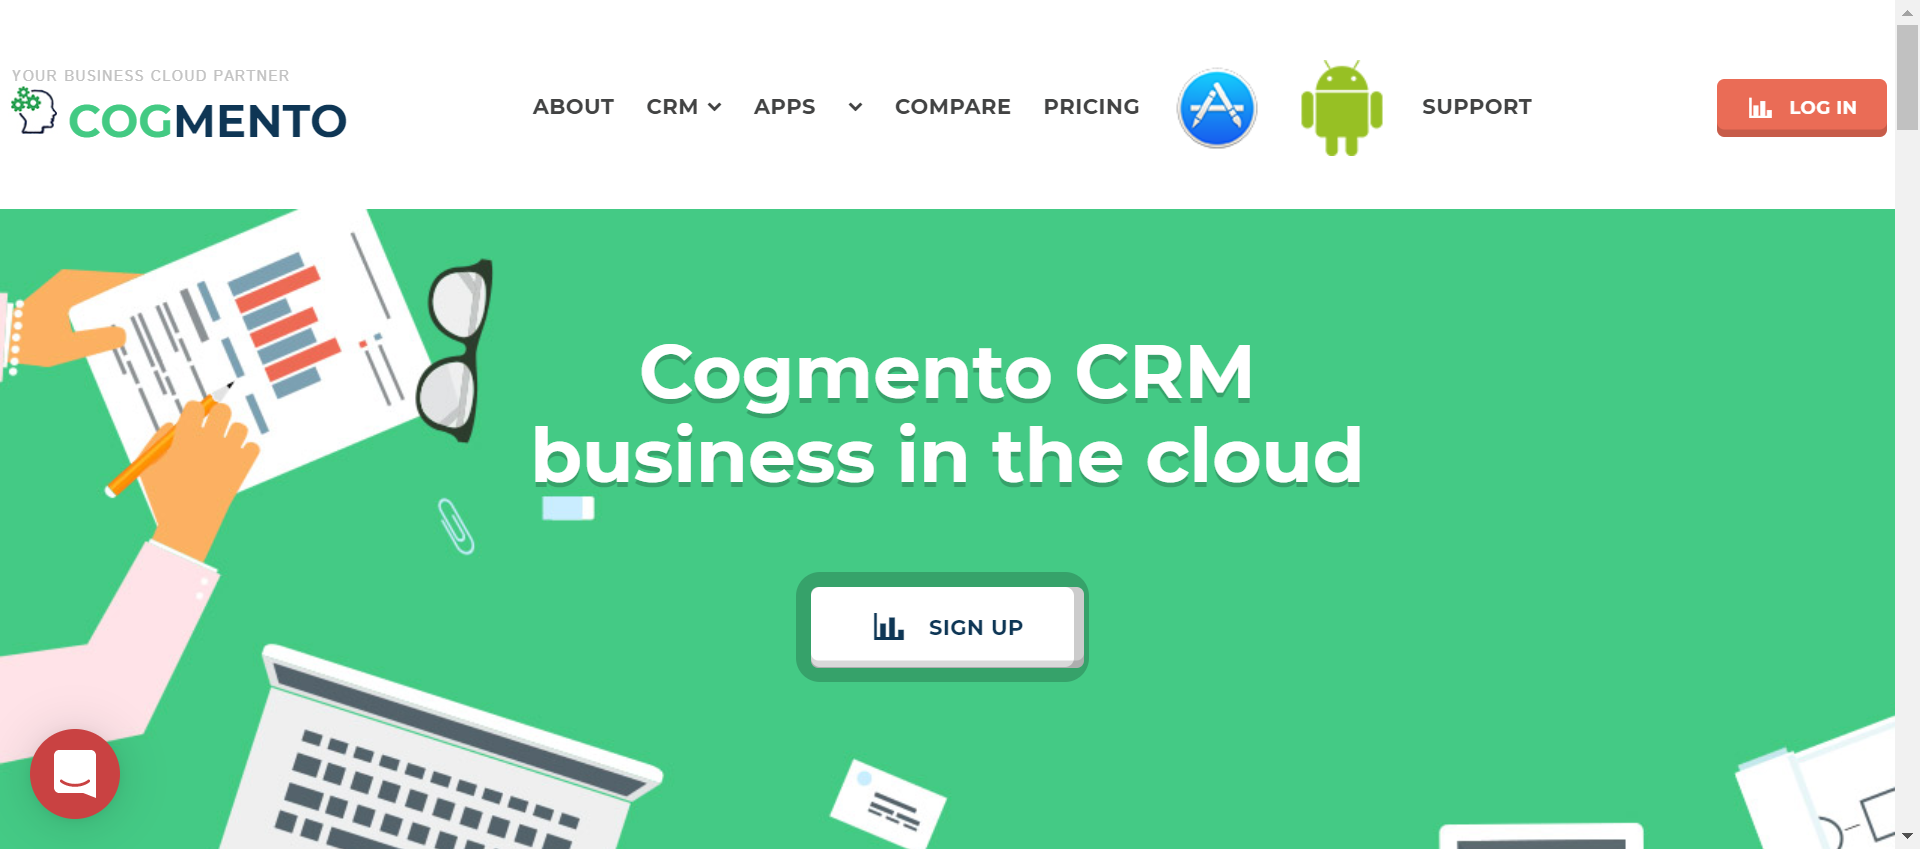 YOUR BUSINESS CLOUD PARTNER
COGMENTO
ABOUT CRM APPS COMPARE PRICING SUPPORT
LOG IN
Cogmento CRM
business in the cloud
SIGN UP